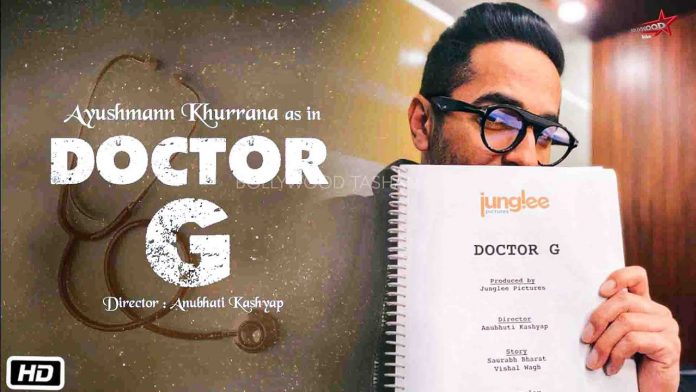 Ayushmann Khurrana as in
DOCTOR
G
Director : Anubhati Kashyap
BOLLYWOOD TASH
HD
junglee
pictures
DOCTOR G
Produced by
Junglee Pictures
Director
Anubhuti Kashyap
Story
Saurabh Bharat
Vishal Wagh